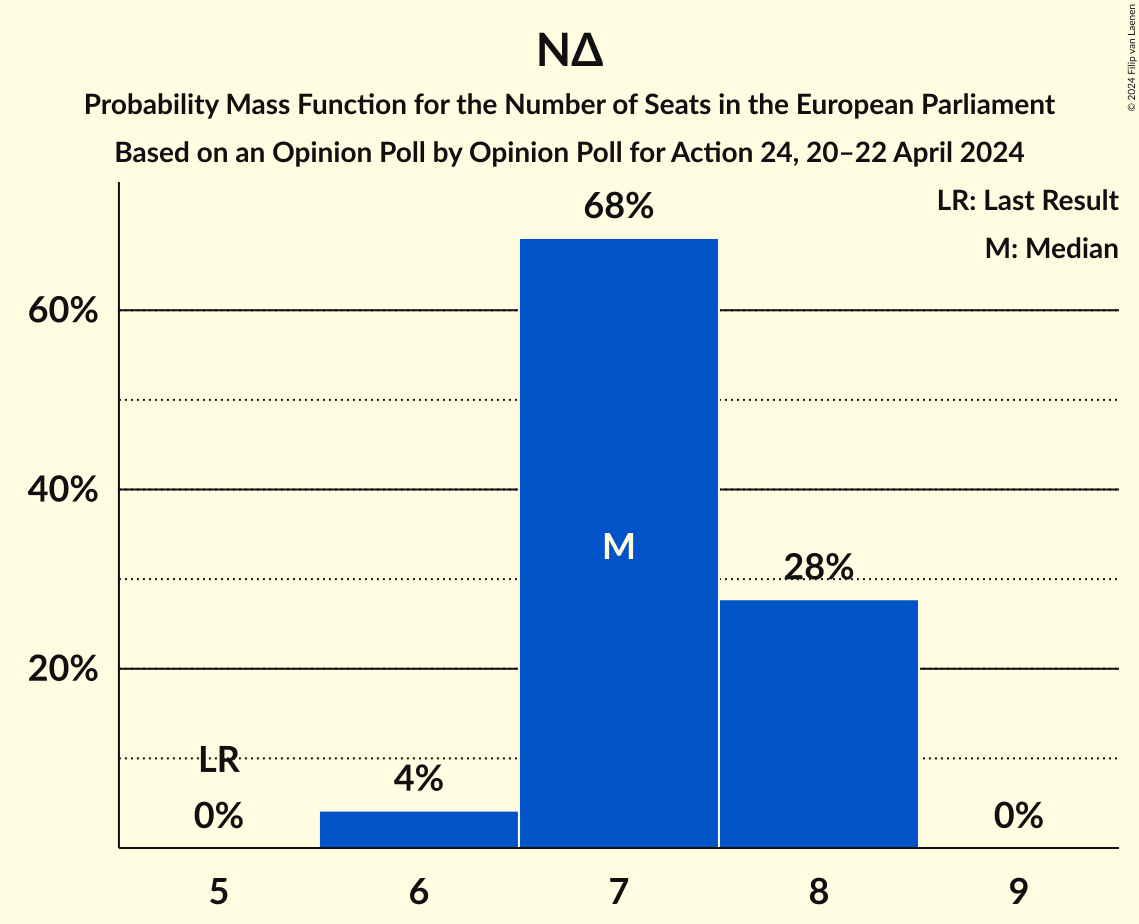 ΝΔ
Probability Mass Function for the Number of Seats in the European Parliament
Based on an Opinion Poll by Opinion Poll for Action 24, 20–22 April 2024
© 2024 Filip van Laenen
LR: Last Result
M: Median
68%
60%
40%
M
28%
20%
LR
4%
0%
0%
5 6 7 8 9